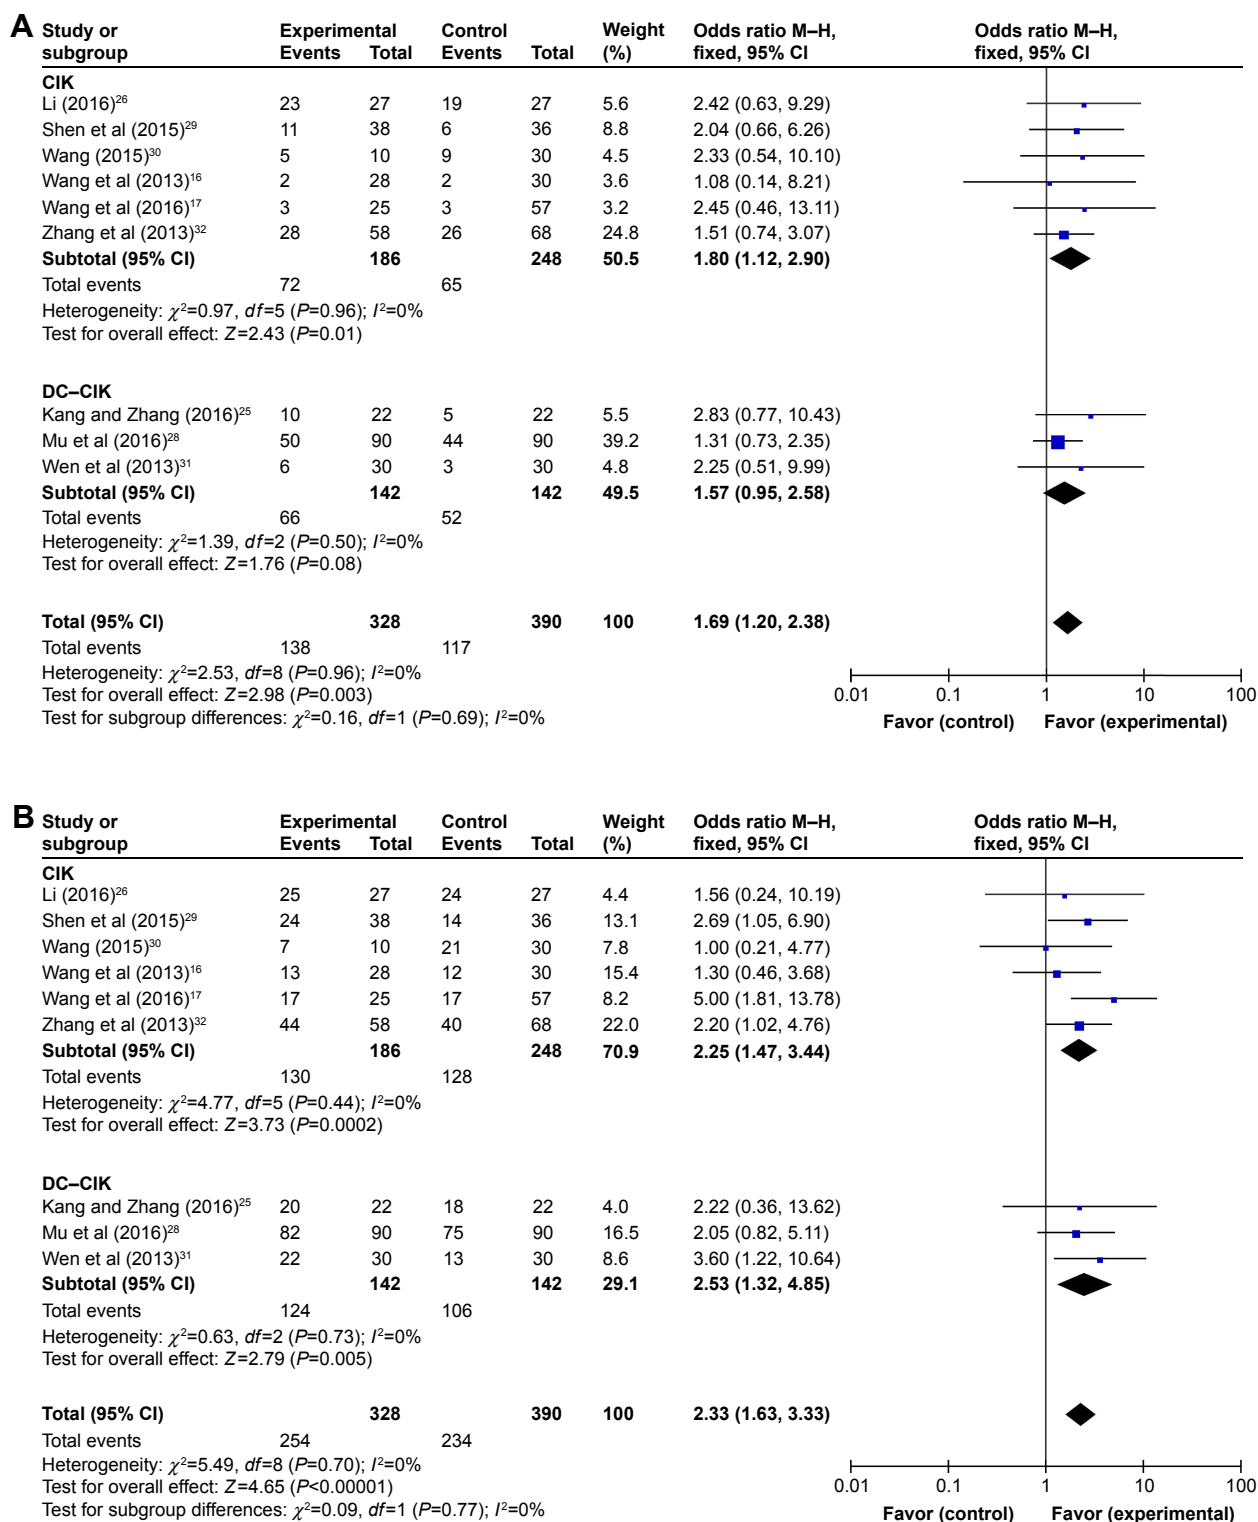 A Study or Experimental Control Weight Odds ratio M–H, Odds ratio M–H,
subgroup Events Total Events Total (%) fixed, 95% CI fixed, 95% CI
CIK
Li (2016)26 23 27 19 27 5.6 2.42 (0.63, 9.29)
Shen et al (2015)29 11 38 6 36 8.8 2.04 (0.66, 6.26)
Wang (2015)30 5 10 9 30 4.5 2.33 (0.54, 10.10)
Wang et al (2013)16 2 28 2 30 3.6 1.08 (0.14, 8.21)
Wang et al (2016)17 3 25 3 57 3.2 2.45 (0.46, 13.11)
Zhang et al (2013)32 28 58 26 68 24.8 1.51 (0.74, 3.07)
Subtotal (95% CI) 186 248 50.5 1.80 (1.12, 2.90)
Total events 72 65
Heterogeneity: χ2=0.97, df=5 (P=0.96); I2=0%
Test for overall effect: Z=2.43 (P=0.01)
DC–CIK
Kang and Zhang (2016)25 10 22 5 22 5.5 2.83 (0.77, 10.43)
Mu et al (2016)28 50 90 44 90 39.2 1.31 (0.73, 2.35)
Wen et al (2013)31 6 30 3 30 4.8 2.25 (0.51, 9.99)
Subtotal (95% CI) 142 142 49.5 1.57 (0.95, 2.58)
Total events 66 52
Heterogeneity: χ2=1.39, df=2 (P=0.50); I2=0%
Test for overall effect: Z=1.76 (P=0.08)
Total (95% CI) 328 390 100 1.69 (1.20, 2.38)
Total events 138 117
Heterogeneity: χ2=2.53, df=8 (P=0.96); I2=0%
Test for overall effect: Z=2.98 (P=0.003)
Test for subgroup differences: χ2=0.16, df=1 (P=0.69); I2=0%
0.01 0.1 1 10 100
Favor (control) Favor (experimental)
B Study or Experimental Control Weight Odds ratio M–H, Odds ratio M–H,
subgroup Events Total Events Total (%) fixed, 95% CI fixed, 95% CI
CIK
Li (2016)26 25 27 24 27 4.4 1.56 (0.24, 10.19)
Shen et al (2015)29 24 38 14 36 13.1 2.69 (1.05, 6.90)
Wang (2015)30 7 10 21 30 7.8 1.00 (0.21, 4.77)
Wang et al (2013)16 13 28 12 30 15.4 1.30 (0.46, 3.68)
Wang et al (2016)17 17 25 17 57 8.2 5.00 (1.81, 13.78)
Zhang et al (2013)32 44 58 40 68 22.0 2.20 (1.02, 4.76)
Subtotal (95% CI) 186 248 70.9 2.25 (1.47, 3.44)
Total events 130 128
Heterogeneity: χ2=4.77, df=5 (P=0.44); I2=0%
Test for overall effect: Z=3.73 (P=0.0002)
DC–CIK
Kang and Zhang (2016)25 20 22 18 22 4.0 2.22 (0.36, 13.62)
Mu et al (2016)28 82 90 75 90 16.5 2.05 (0.82, 5.11)
Wen et al (2013)31 22 30 13 30 8.6 3.60 (1.22, 10.64)
Subtotal (95% CI) 142 142 29.1 2.53 (1.32, 4.85)
Total events 124 106
Heterogeneity: χ2=0.63, df=2 (P=0.73); I2=0%
Test for overall effect: Z=2.79 (P=0.005)
Total (95% CI) 328 390 100 2.33 (1.63, 3.33)
Total events 254 234
Heterogeneity: χ2=5.49, df=8 (P=0.70); I2=0%
Test for overall effect: Z=4.65 (P<0.00001)
Test for subgroup differences: χ2=0.09, df=1 (P=0.77); I2=0%
0.01 0.1 1 10 100
Favor (control) Favor (experimental)